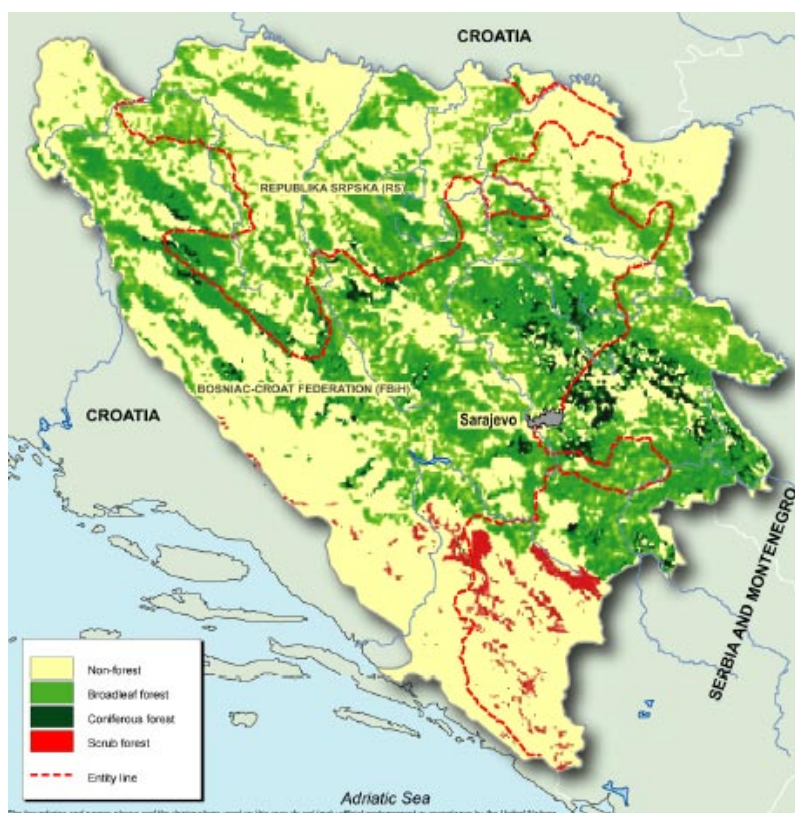 CROATIA
REPUBLIKA SRPSKA (RS)
BOSNIAC-CROAT FEDERATION (FBiH)
CROATIA
Sarajevo
SERBIA AND MONTENEGRO
Non-forest
Broadleaf forest
Coniferous foreat
Scrub forest
Entity line
Adriatic Sea